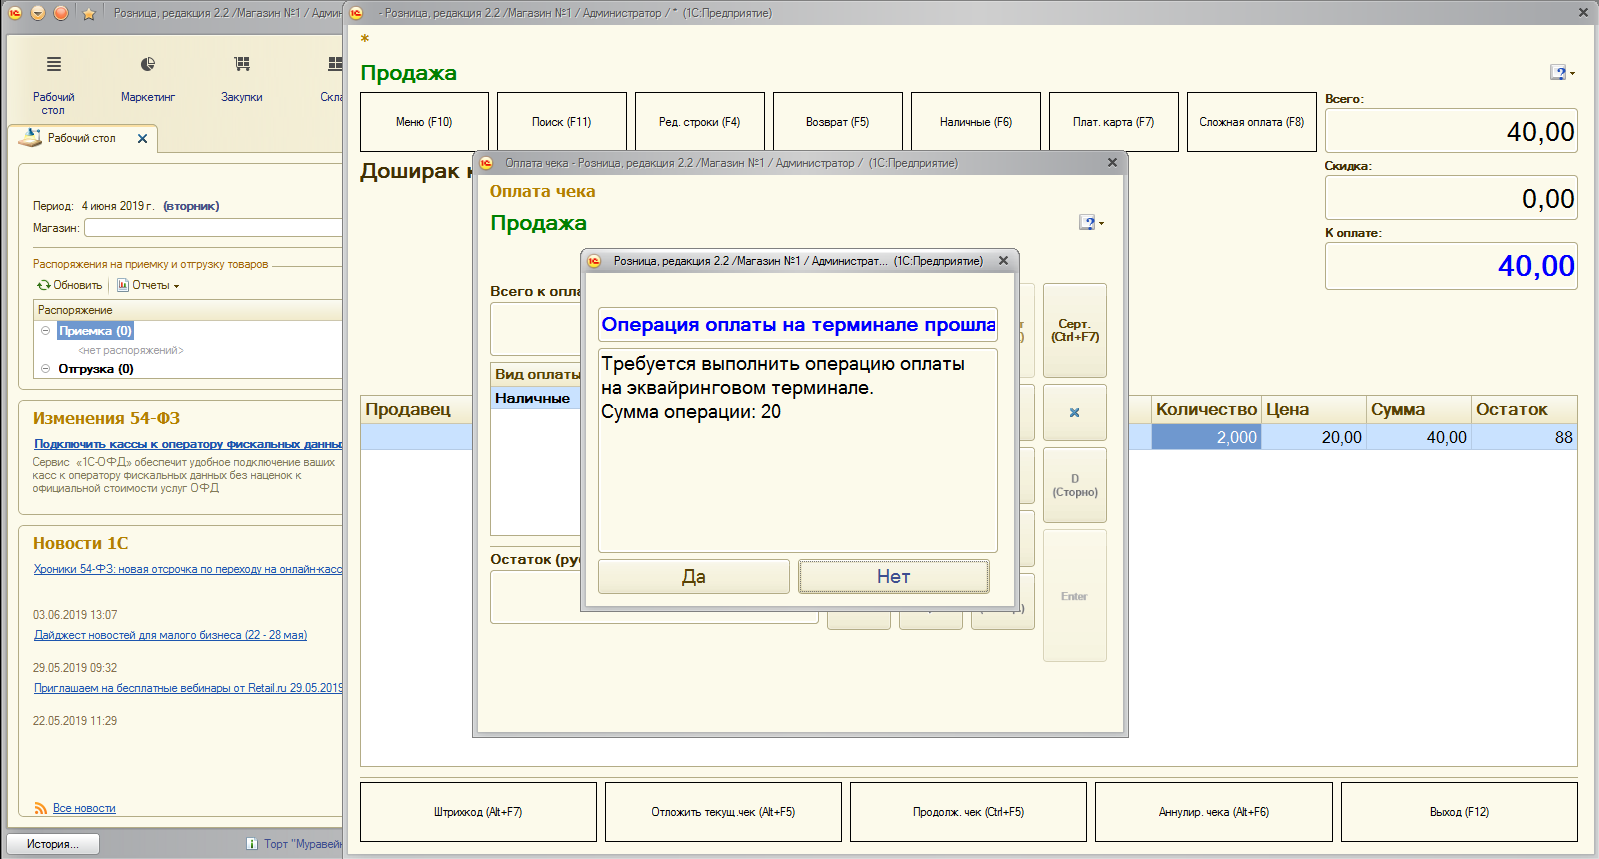 Розница, редакция 2.2 /Магазин №1 / Админ
- Розница, редакция 2.2 /Магазин №1 / Администратор / * (1С:Предприятие)
Рабочий стол
Маркетинг
Закупки
Скла
Рабочий стол
Период: 4 июня 2019 г. (вторник)
Магазин:
Распоряжения на приемку и отгрузку товаров
Обновить
Отчеты
Распоряжение
Приемка (0)
<нет распоряжений>
Отгрузка (0)
Изменения 54-ФЗ
Подключить кассы к оператору фискальных данны
Сервис «1С-ОФД» обеспечит удобное подключение ваших
касс к оператору фискальных данных без наценок к
официальной стоимости услуг ОФД
Новости 1С
Хроники 54-ФЗ: новая отсрочка по переходу на онлайн-касс
03.06.2019 13:07
Дайджест новостей для малого бизнеса (22 - 28 мая)
29.05.2019 09:32
Приглашаем на бесплатные вебинары от Retail.ru 29.05.2019
22.05.2019 11:29
Все новости
История...
Торт "Муравейн
*
Продажа
Меню (F10)
Поиск (F11)
Ред. строки (F4)
Возврат (F5)
Наличные (F6)
Плат. карта (F7)
Сложная оплата (F8)
Всего:
40,00
Скидка:
0,00
К оплате:
40,00
Доширак
Продавец
Количество Цена Сумма Остаток
2,000 20,00 40,00 88
Оплата чека - Розница, редакция 2.2 /Магазин №1 / Администратор / (1С:Предприятие)
Оплата чека
Продажа
Всего к опла
Вид оплаты
Наличные
Остаток (ру
Серт.
(Ctrl+F7)
D
(Сторно)
Enter
Розница, редакция 2.2 /Магазин №1 / Администрат... (1С:Предприятие)
Операция оплаты на терминале прошла
Требуется выполнить операцию оплаты
на эквайринговом терминале.
Сумма операции: 20
Да
Нет
Штрихкод (Alt+F7)
Отложить текущ.чек (Alt+F5)
Продолж. чек (Ctrl+F5)
Аннулир. чека (Alt+F6)
Выход (F12)